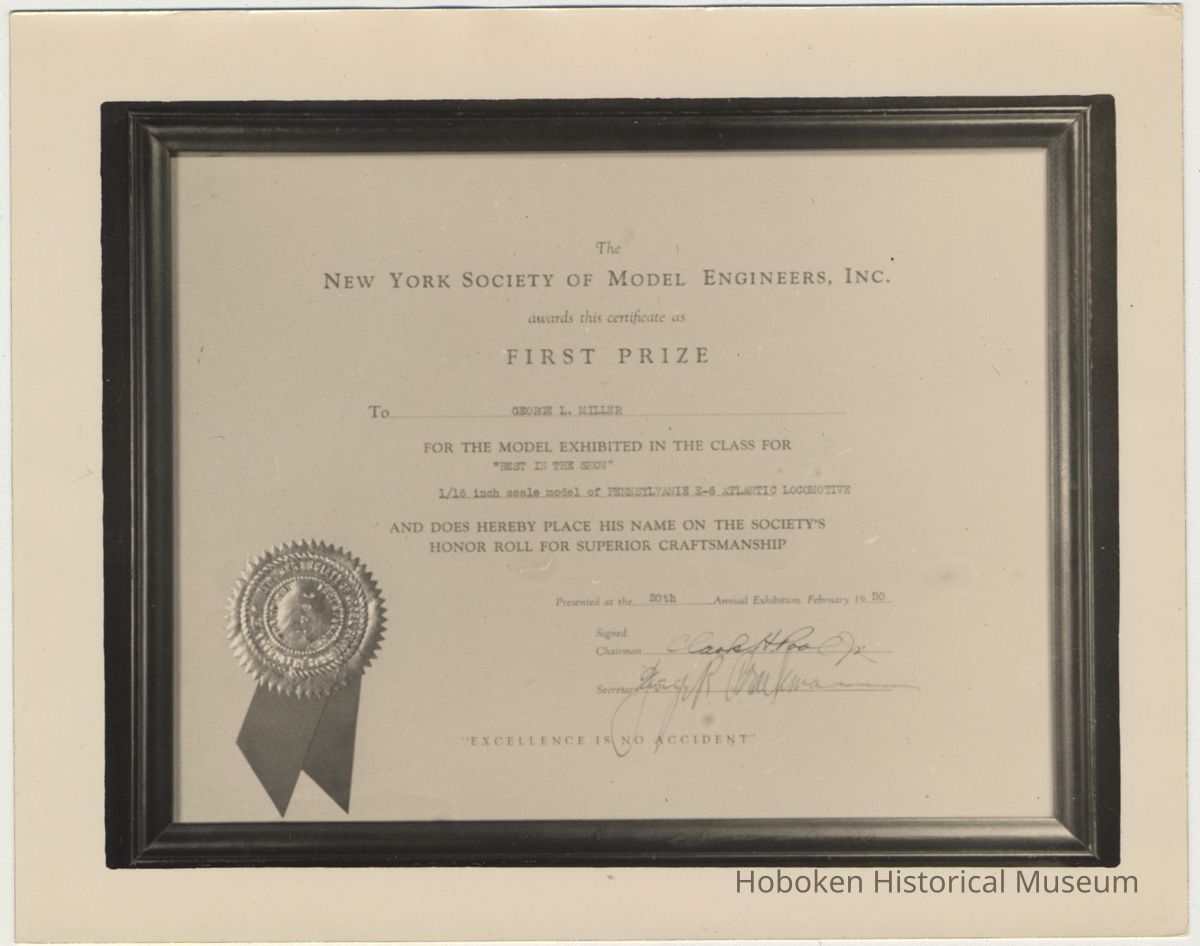 The
NEW YORK SOCIETY OF MODEL ENGINEERS, INC.
awards this certificate as
FIRST PRIZE
To GEORGE L. MILLER
FOR THE MODEL EXHIBITED IN THE CLASS FOR
"BEST IN THE SHOW"
1/16 inch scale model of PENNSYLVANIE E-6 ATLANTIC LOCOMOTIVE
AND DOES HEREBY PLACE HIS NAME ON THE SOCIETY'S
HONOR ROLL FOR SUPERIOR CRAFTSMANSHIP
Presented at the 20th Annual Exhibition, February 1950
Signed:
Chairman
Secretary George R.
"EXCELLENCE IS NO ACCIDENT"
Hoboken Historical Museum